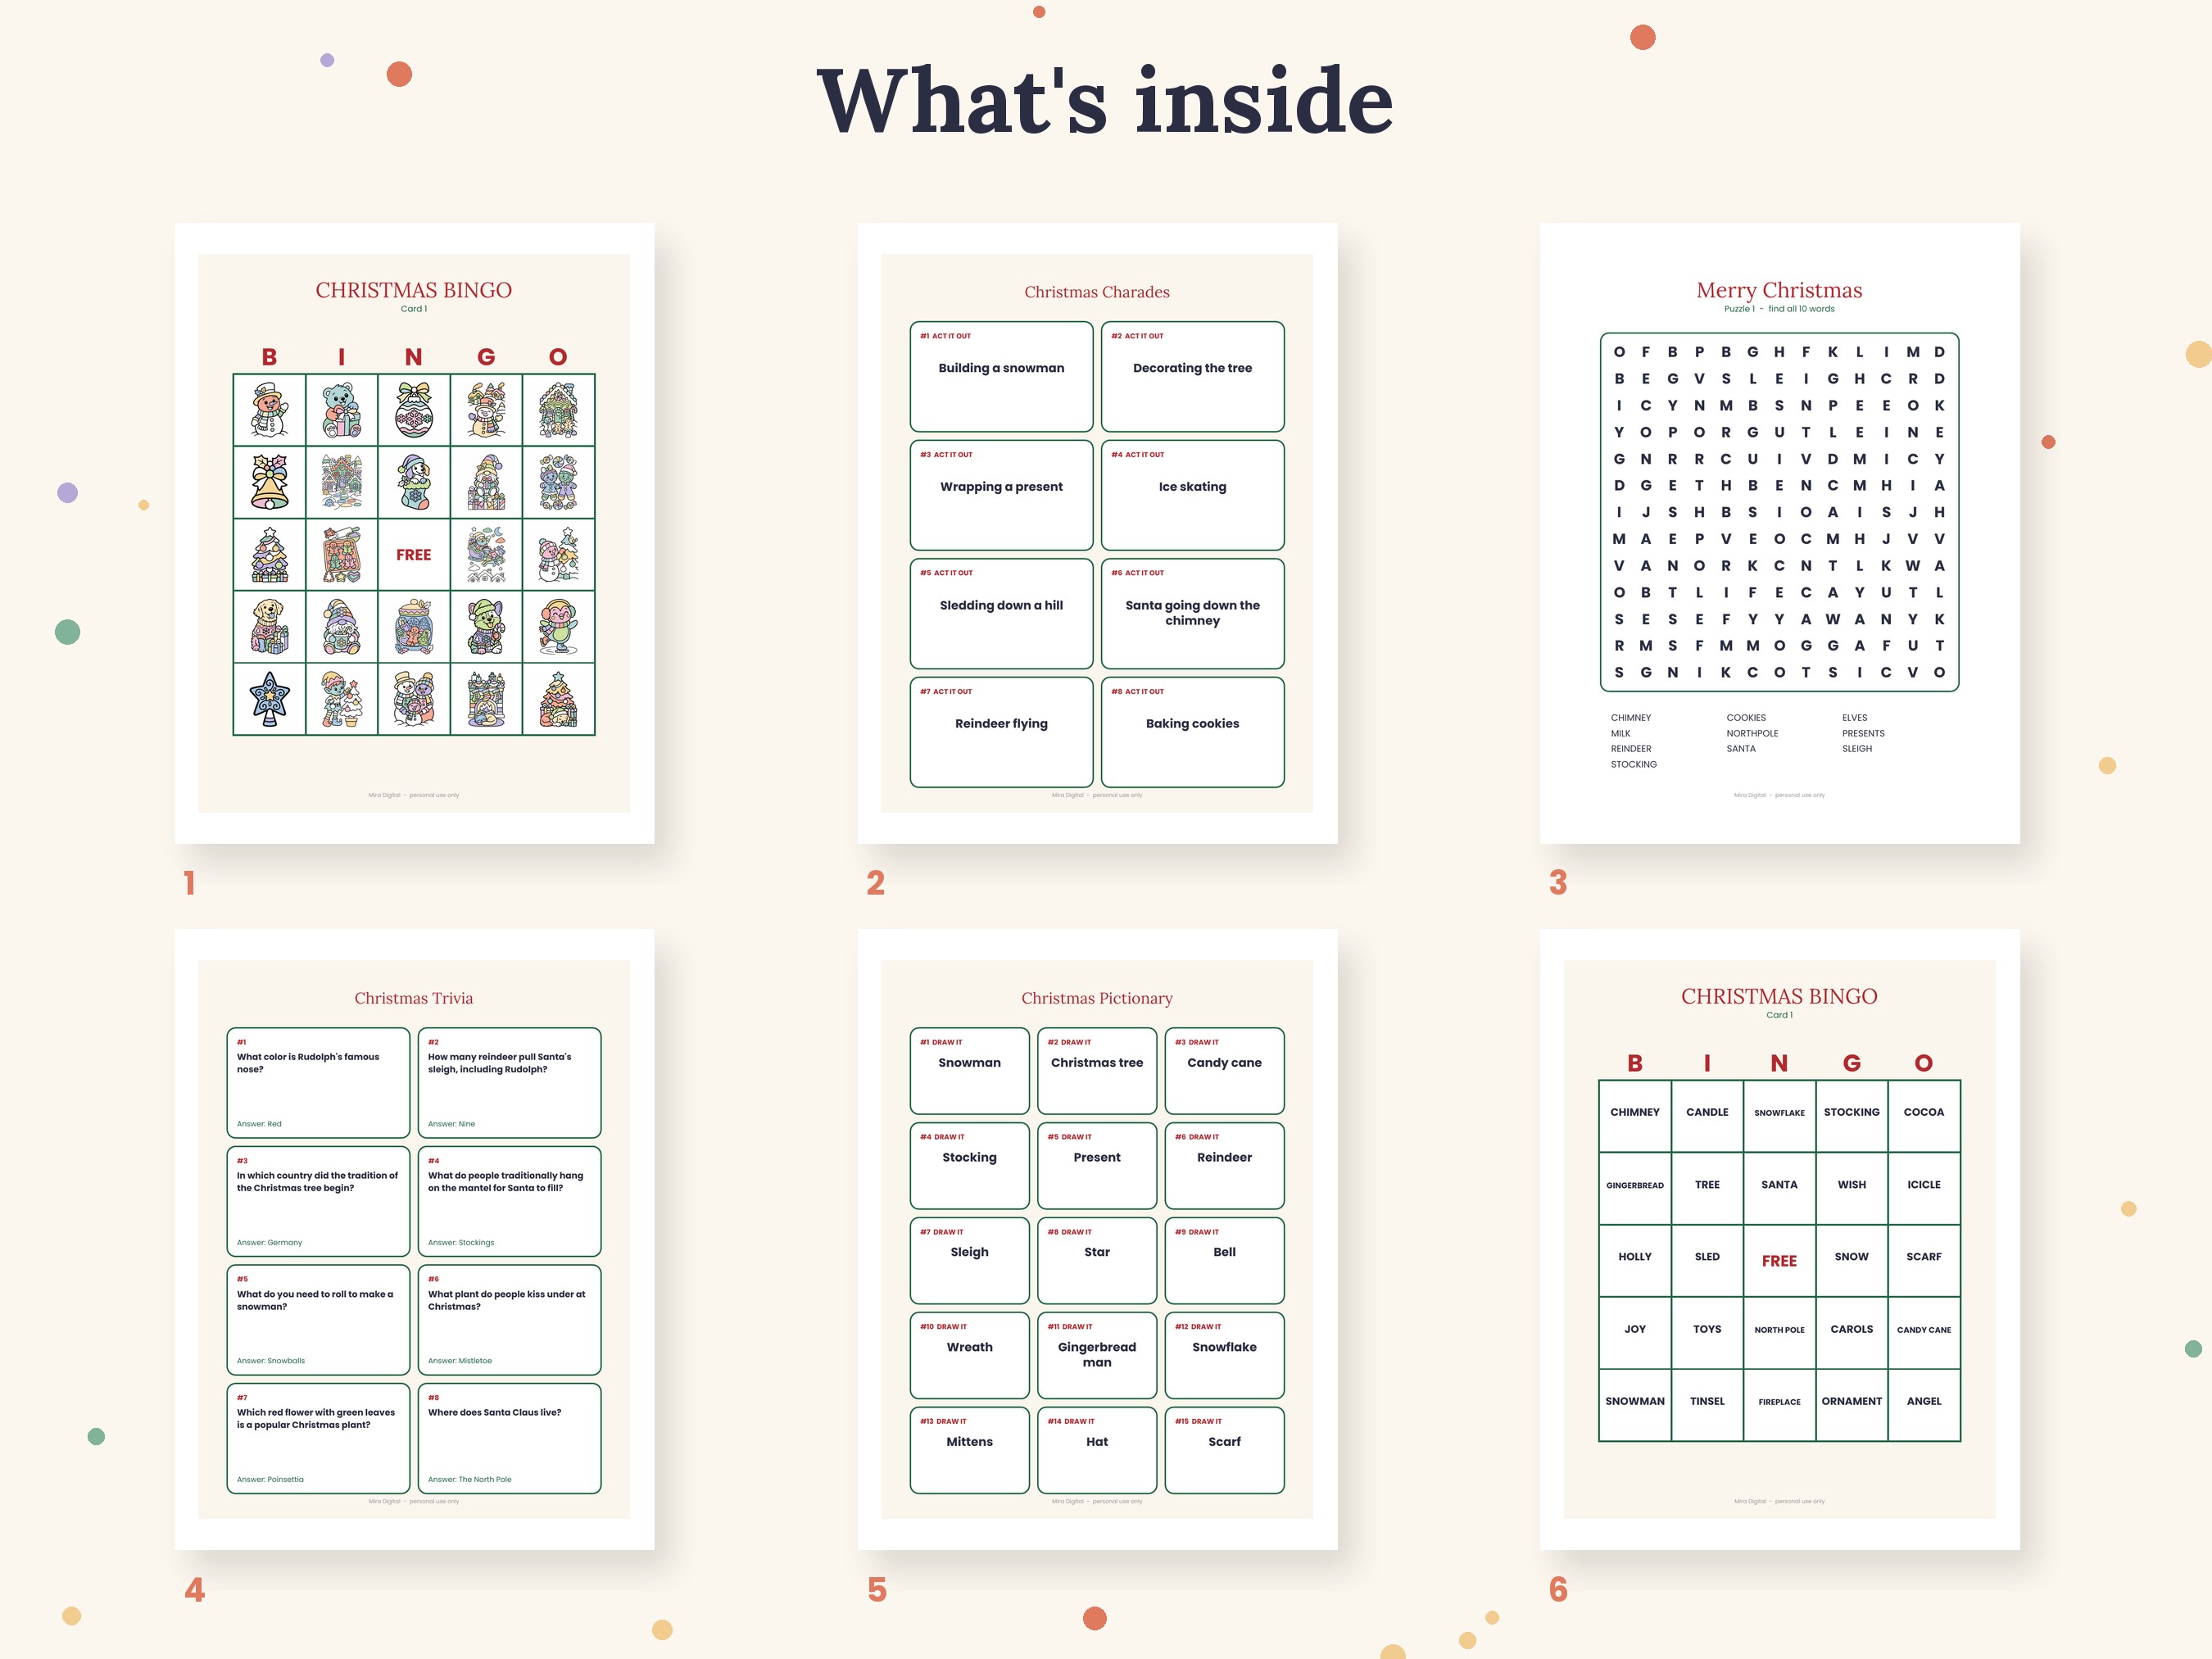 What's inside
CHRISTMAS BINGO
Card 1
B I N G O
FREE
Mira Digital - personal use only
1
Christmas Charades
#1 ACT IT OUT
Building a snowman
#2 ACT IT OUT
Decorating the tree
#3 ACT IT OUT
Wrapping a present
#4 ACT IT OUT
Ice skating
#5 ACT IT OUT
Sledding down a hill
#6 ACT IT OUT
Santa going down the
chimney
#7 ACT IT OUT
Reindeer flying
#8 ACT IT OUT
Baking cookies
Mira Digital - personal use only
2
Merry Christmas
Puzzle 1 - find all 10 words
O F B P B G H F K L I M D
B E G V S L E I G H C R D
I C Y N M B S N P E E O K
Y O P O R G U T L E I N E
G N R R C U I V D M I C Y
D G E T H B E N C M H I A
I J S H B S I O A I S J H
M A E P V E O C M H J V V
V A N O R K C N T L K W A
O B T L I F E C A Y U T L
S E S E F Y Y A W A N Y K
R M S F M M O G G A F U T
S G N I K C O T S I C V O
CHIMNEY COOKIES ELVES
MILK NORTHPOLE PRESENTS
REINDEER SANTA SLEIGH
STOCKING
Mira Digital - personal use only
3
Christmas Trivia
#1
What color is Rudolph's famous
nose?
Answer: Red
#2
How many reindeer pull Santa's
sleigh, including Rudolph?
Answer: Nine
#3
In which country did the tradition of
the Christmas tree begin?
Answer: Germany
#4
What do people traditionally hang
on the mantel for Santa to fill?
Answer: Stockings
#5
What do you need to roll to make a
snowman?
Answer: Snowballs
#6
What plant do people kiss under at
Christmas?
Answer: Mistletoe
#7
Which red flower with green leaves
is a popular Christmas plant?
Answer: Poinsettia
#8
Where does Santa Claus live?
Answer: The North Pole
Mira Digital - personal use only
4
Christmas Pictionary
#1 DRAW IT
Snowman
#2 DRAW IT
Christmas tree
#3 DRAW IT
Candy cane
#4 DRAW IT
Stocking
#5 DRAW IT
Present
#6 DRAW IT
Reindeer
#7 DRAW IT
Sleigh
#8 DRAW IT
Star
#9 DRAW IT
Bell
#10 DRAW IT
Wreath
#11 DRAW IT
Gingerbread
man
#12 DRAW IT
Snowflake
#13 DRAW IT
Mittens
#14 DRAW IT
Hat
#15 DRAW IT
Scarf
Mira Digital - personal use only
5
CHRISTMAS BINGO
Card 1
B I N G O
CHIMNEY CANDLE SNOWFLAKE STOCKING COCOA
GINGERBREAD TREE SANTA WISH ICICLE
HOLLY SLED FREE SNOW SCARF
JOY TOYS NORTH POLE CAROLS CANDY CANE
SNOWMAN TINSEL FIREPLACE ORNAMENT ANGEL
Mira Digital - personal use only
6